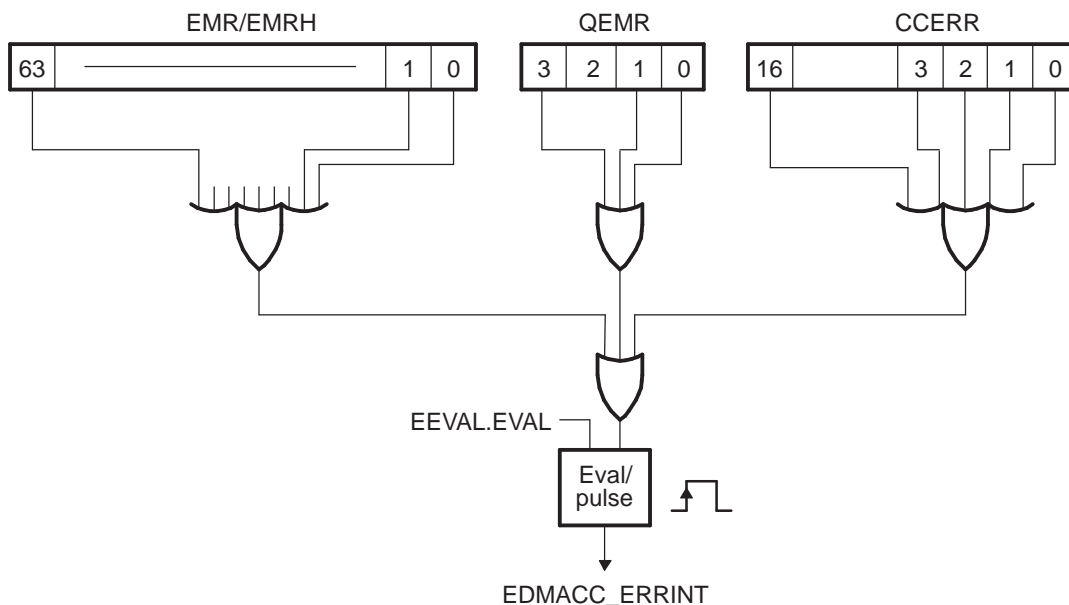 EMR/EMRH QEMR CCERR
63 1 0 3 2 1 0 16 3 2 1 0
EEVAL.EVAL
Eval/
pulse
EDMACC_ERRINT